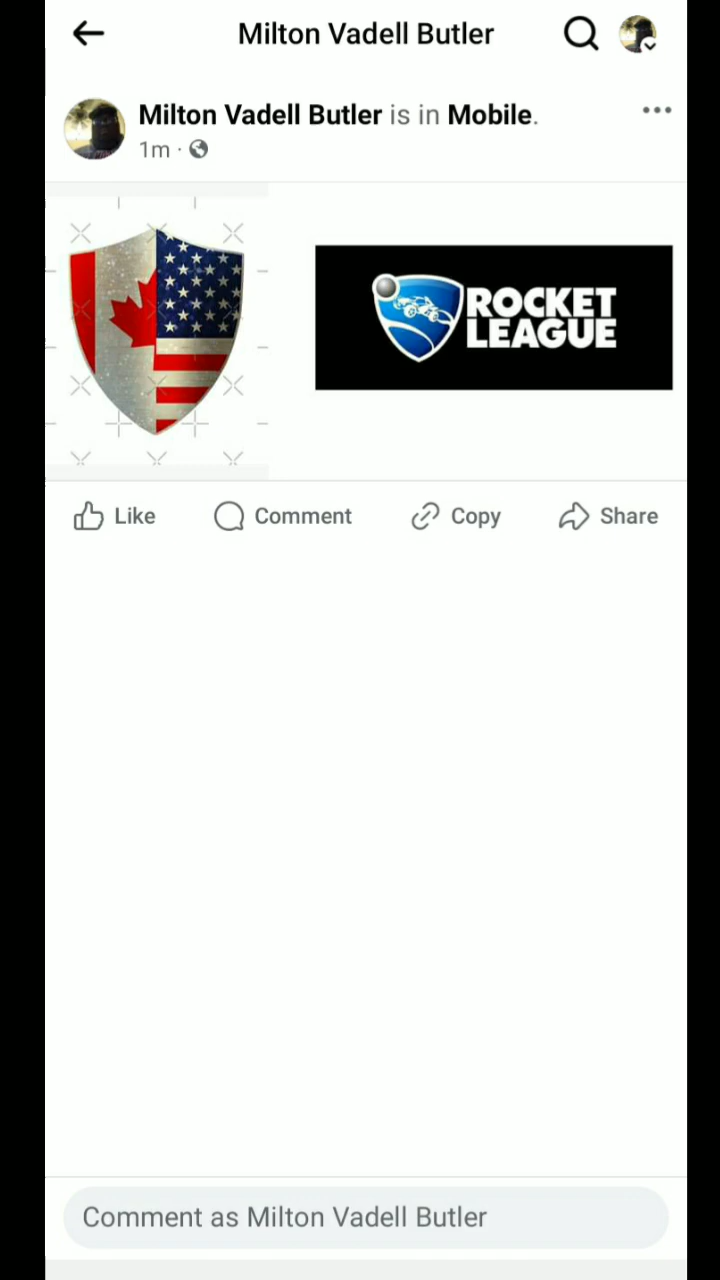 Milton Vadell Butler
Milton Vadell Butler is in Mobile.
1m ·
ROCKET
LEAGUE
Like Comment Copy Share
Comment as Milton Vadell Butler